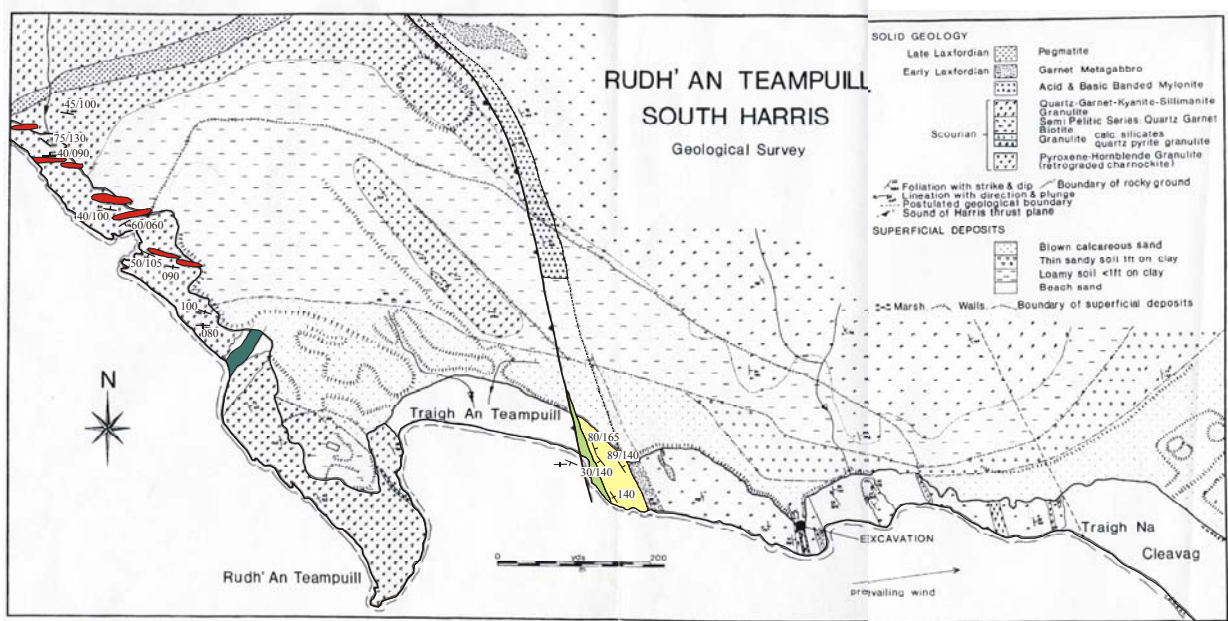 RUDH' AN TEAMPUILL
SOUTH HARRIS
Geological Survey
SOLID GEOLOGY
Late Laxfordian
Pegmatite
Early Laxfordian
Garnet Metagabbro
Acid & Basic Banded Mylonite
Scourian
Quartz-Garnet-Kyanite-Sillimanite
Granulite
Semi Pelitic Series: Quartz Garnet
Biotite
Granulite calc. silicates
quartz pyrite granulite
Pyroxene-Hornblende Granulite
(retrograded charnockite)
Foliation with strike & dip
Boundary of rocky ground
Lineation with direction & plunge
Postulated geological boundary
Sound of Harris thrust plane
SUPERFICIAL DEPOSITS
Blown calcareous sand
Thin sandy soil 1ft on clay
Loamy soil <1ft on clay
Beach sand
Marsh
Walls
Boundary of superficial deposits
45/100
75/130
40/090
40/100
60/060
50/105
090
100
080
N
Traigh An Teampuill
80/165
89/140
30/140
140
Rudh' An Teampuill
0 yds 200
m
EXCAVATION
prevailing wind
Traigh Na
Cleavag